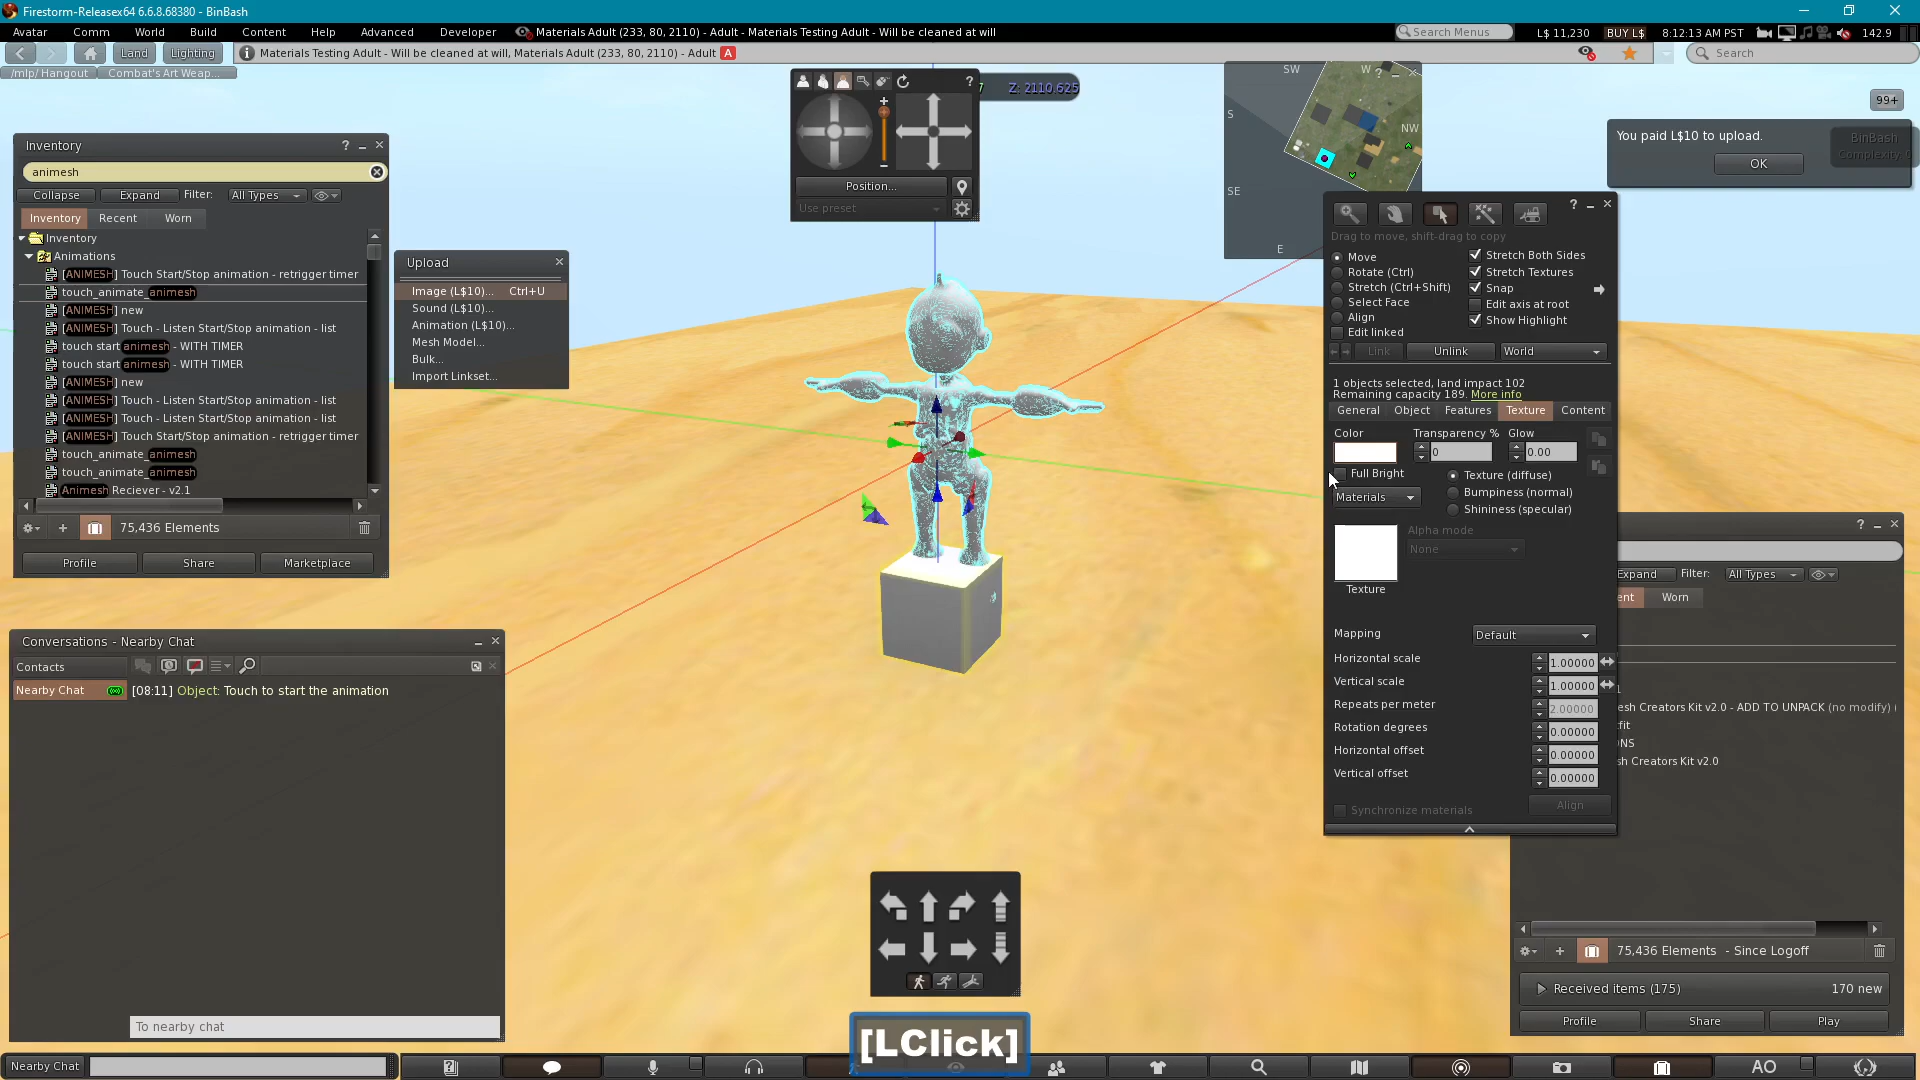 Firestorm-Releasex64 6.6.8.68380 - BinBash
Avatar Comm World Build Content Help Advanced Developer Materials Adult (233, 80, 2110) - Adult - Materials Testing Adult - Will be cleaned at will
Search Menus L$ 11,230 BUY L$ 8:12:13 AM PST 142.9
Land Lighting Materials Testing Adult - Will be cleaned at will, Materials Adult (233, 80, 2110) - Adult A Search
/mlp/ Hangout Combat's Art Weap...
Z: 2110.625
?
Position...
Use preset
SW W ?
S NW
SE
E
99+
You paid L$10 to upload.
OK
BinBash
Inventory ?
animesh
Collapse Expand Filter: All Types
Inventory Recent Worn
Inventory
Animations
[ANIMESH] Touch Start/Stop animation - retrigger timer
touch_animate_animesh
[ANIMESH] new
[ANIMESH] Touch - Listen Start/Stop animation - list
touch start animesh - WITH TIMER
touch start animesh - WITH TIMER
[ANIMESH] new
[ANIMESH] Touch - Listen Start/Stop animation - list
[ANIMESH] Touch - Listen Start/Stop animation - list
[ANIMESH] Touch Start/Stop animation - retrigger timer
touch_animate_animesh
touch_animate_animesh
Animesh Reciever - v2.1
75,436 Elements
Profile Share Marketplace
Upload
Image (L$10)... Ctrl+U
Sound (L$10)...
Animation (L$10)...
Mesh Model...
Bulk...
Import Linkset...
Conversations - Nearby Chat
Contacts
Nearby Chat
[08:11] Object: Touch to start the animation
To nearby chat
?
Drag to move, shift-drag to copy
Move
Rotate (Ctrl)
Stretch (Ctrl+Shift)
Select Face
Align
Edit linked
Stretch Both Sides
Stretch Textures
Snap
Edit axis at root
Show Highlight
Link Unlink World
1 objects selected, land impact 102
Remaining capacity 189. More info
General Object Features Texture Content
Color Transparency % Glow
0 0.00
Full Bright
Materials
Texture (diffuse)
Bumpiness (normal)
Shininess (specular)
Alpha mode
None
Texture
Mapping Default
Horizontal scale 1.00000
Vertical scale 1.00000
Repeats per meter 2.00000
Rotation degrees 0.00000
Horizontal offset 0.00000
Vertical offset 0.00000
Synchronize materials Align
?
Expand Filter: All Types
ent Worn
esh Creators Kit v2.0 - ADD TO UNPACK (no modify) (
fit
ONS
sh Creators Kit v2.0
75,436 Elements - Since Logoff
Received items (175) 170 new
Profile Share Play
[LClick]
Nearby Chat AO